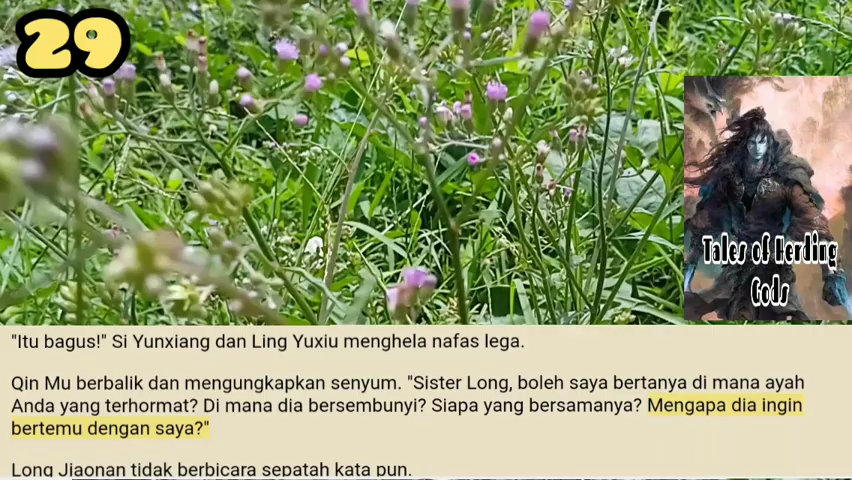 29
Tales of Herding
Gods
"Itu bagus!" Si Yunxiang dan Ling Yuxiu menghela nafas lega.
Qin Mu berbalik dan mengungkapkan senyum. "Sister Long, boleh saya bertanya di mana ayah
Anda yang terhormat? Di mana dia bersembunyi? Siapa yang bersamanya? Mengapa dia ingin
bertemu dengan saya?"
Long Jiaonan tidak berbicara sepatah kata pun.